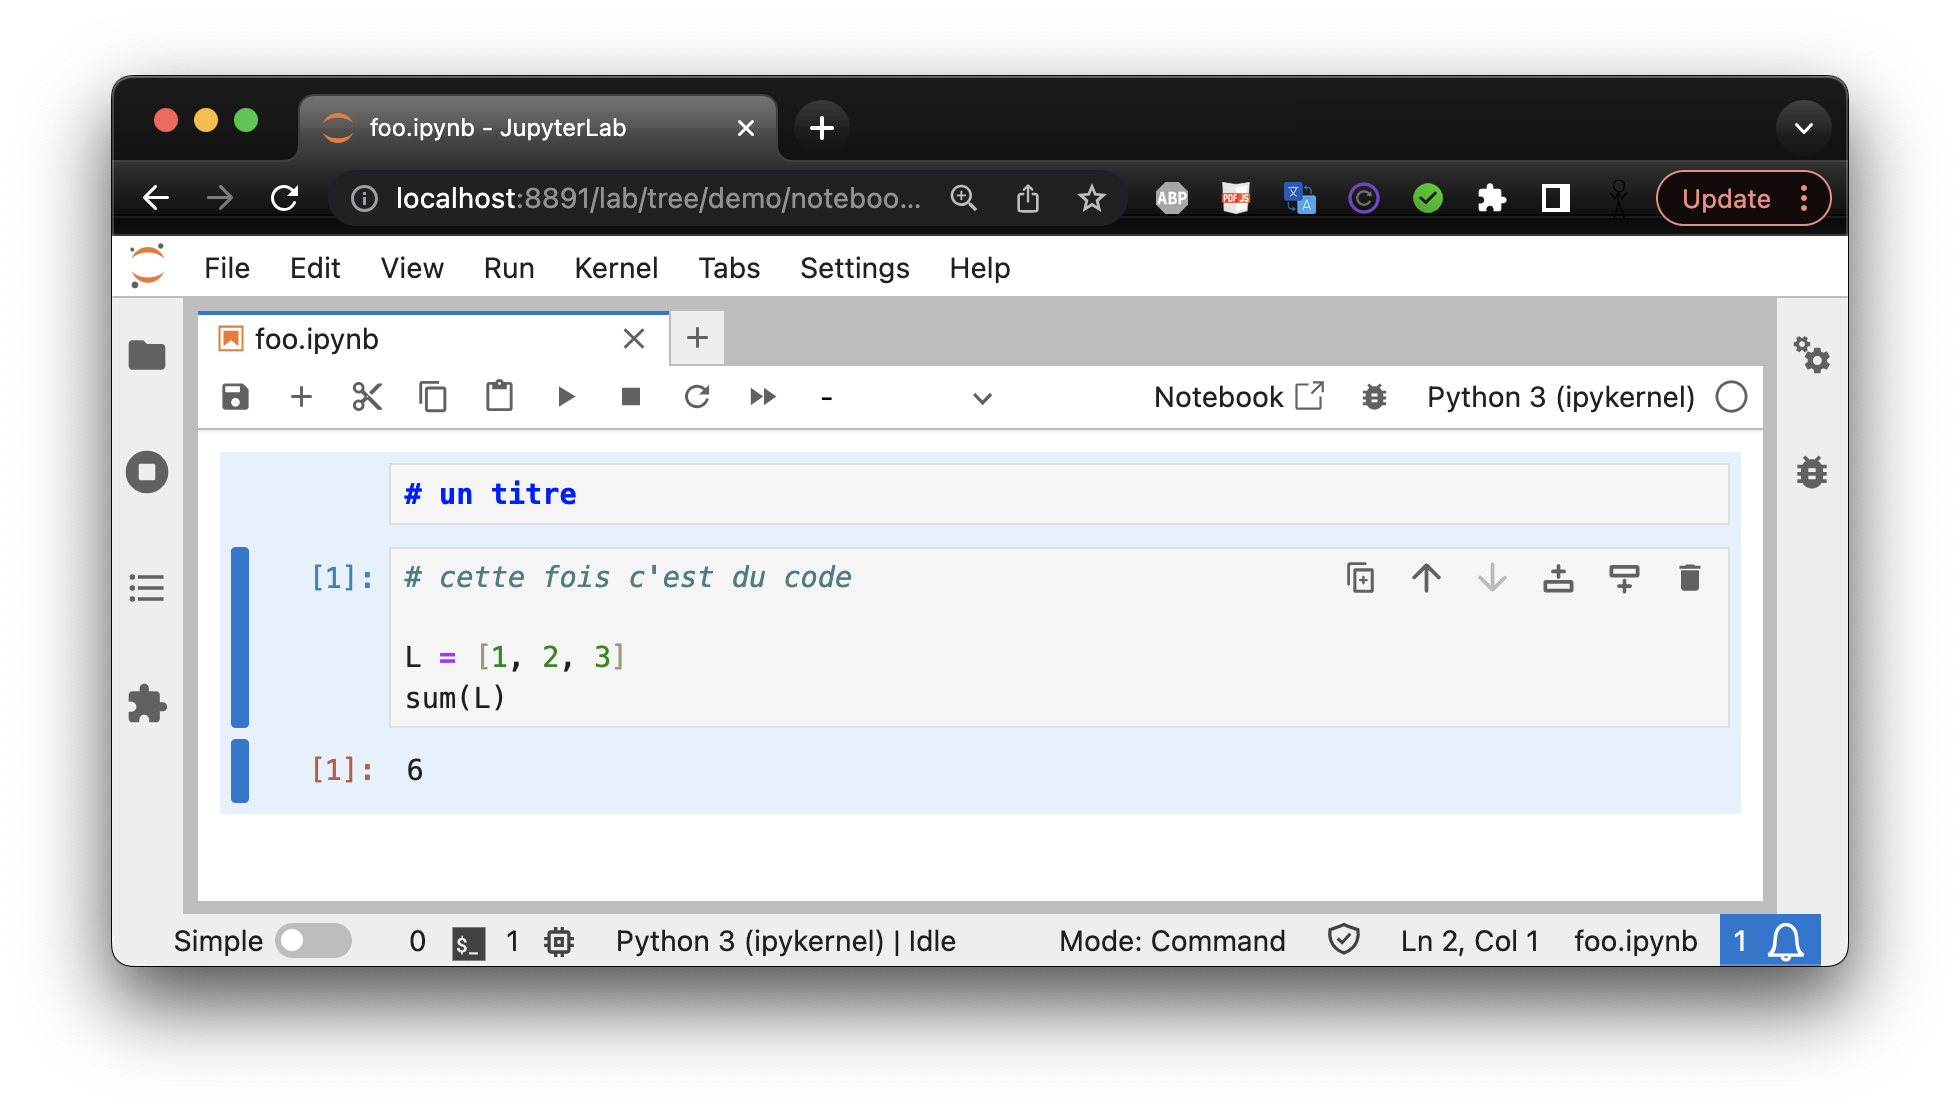 foo.ipynb - JupyterLab
localhost:8891/lab/tree/demo/noteboo...
ABP
PDF JS
文 A
C
Update
File Edit View Run Kernel Tabs Settings Help
foo.ipynb
- Notebook Python 3 (ipykernel)
# un titre
[1]: # cette fois c'est du code
L = [1, 2, 3]
sum(L)
[1]: 6
Simple 0 $_ 1 Python 3 (ipykernel) | Idle Mode: Command Ln 2, Col 1 foo.ipynb 1